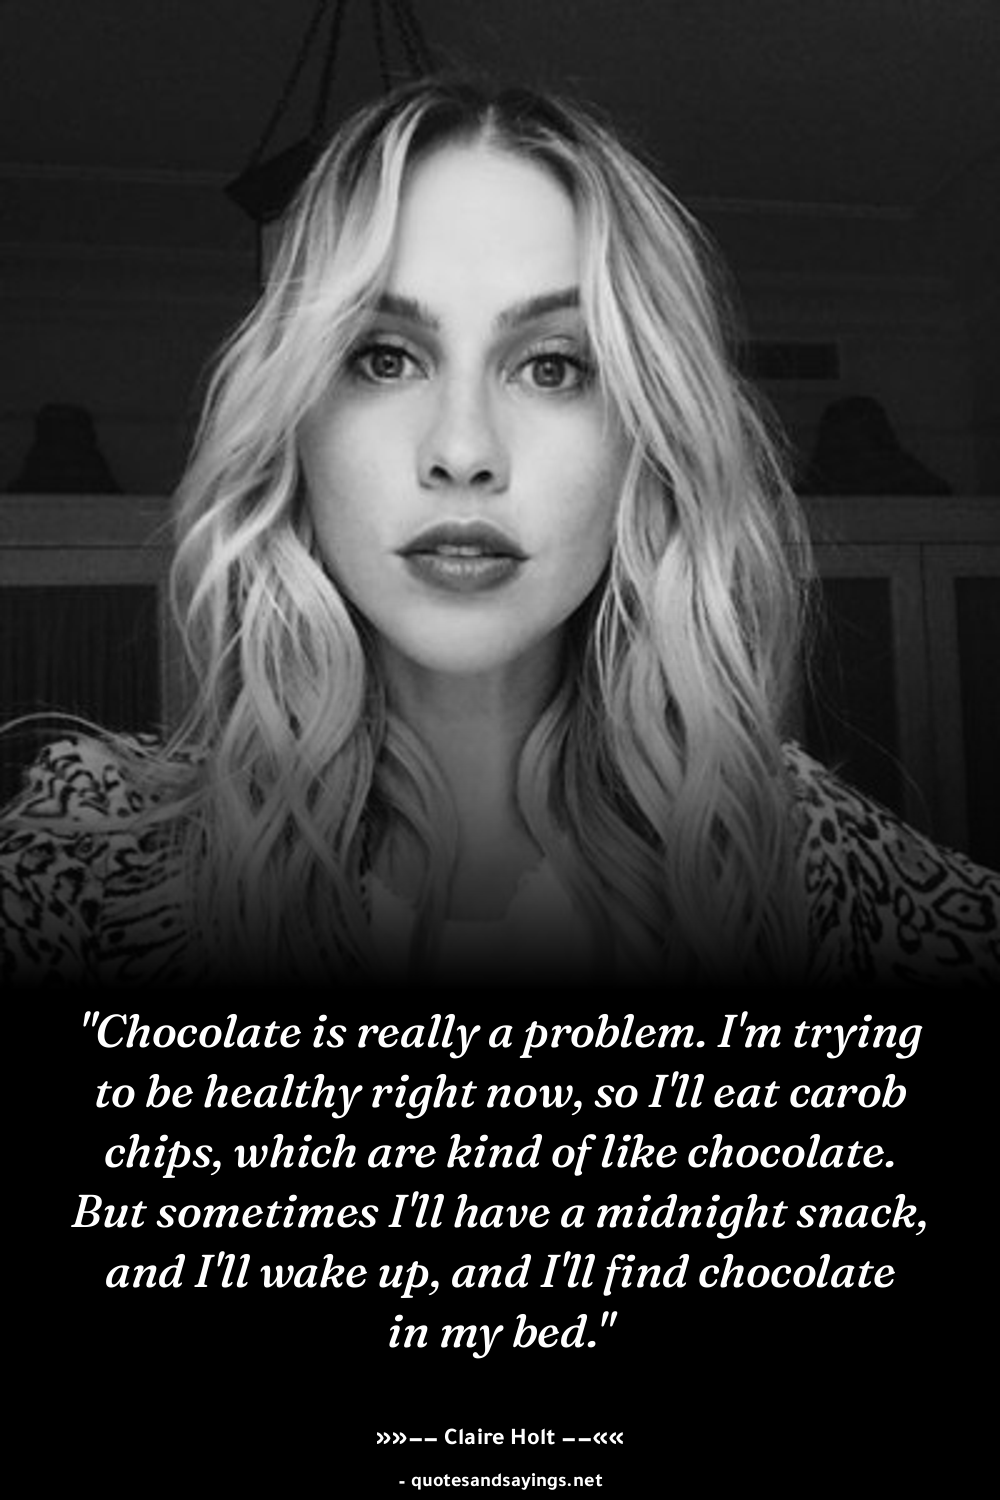 "Chocolate is really a problem. I'm trying
to be healthy right now, so I'll eat carob
chips, which are kind of like chocolate.
But sometimes I'll have a midnight snack,
and I'll wake up, and I'll find chocolate
in my bed."
»»−− Claire Holt −−««
- quotesandsayings.net